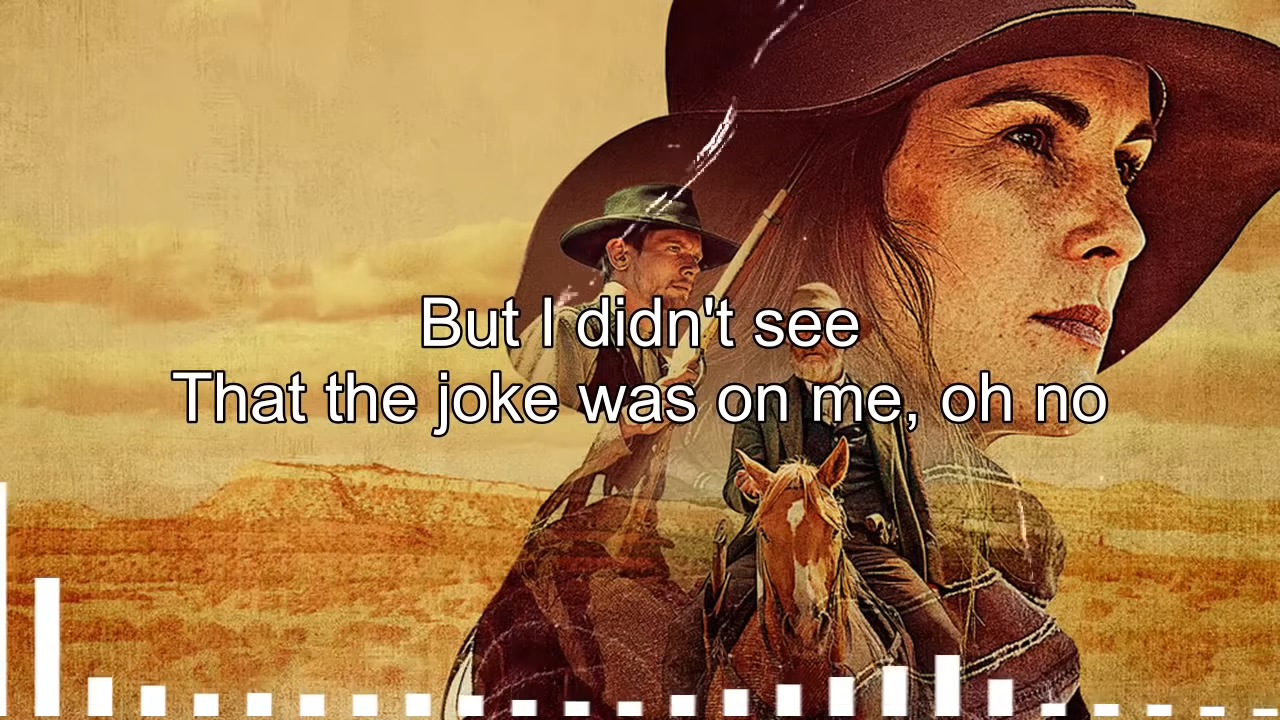 But I didn't see
That the joke was on me, oh no